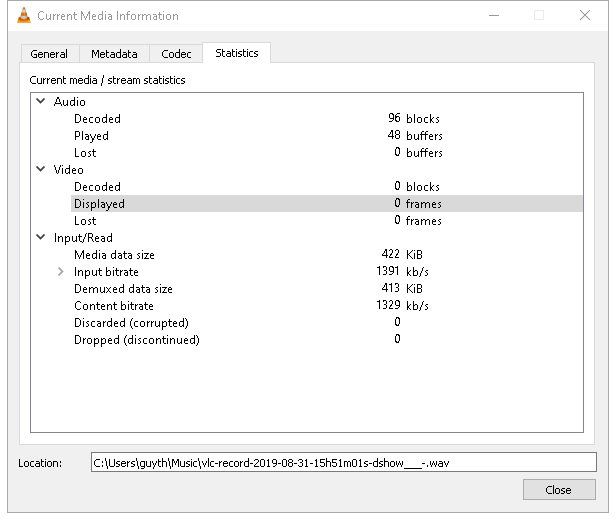 Current Media Information
General Metadata Codec Statistics
Current media / stream statistics
Audio
Decoded 96 blocks
Played 48 buffers
Lost 0 buffers
Video
Decoded 0 blocks
Displayed 0 frames
Lost 0 frames
Input/Read
Media data size 422 KiB
Input bitrate 1391 kb/s
Demuxed data size 413 KiB
Content bitrate 1329 kb/s
Discarded (corrupted) 0
Dropped (discontinued) 0
Location: C:\Users\guyth\Music\vlc-record-2019-08-31-15h51m01s-dshow___-.wav
Close